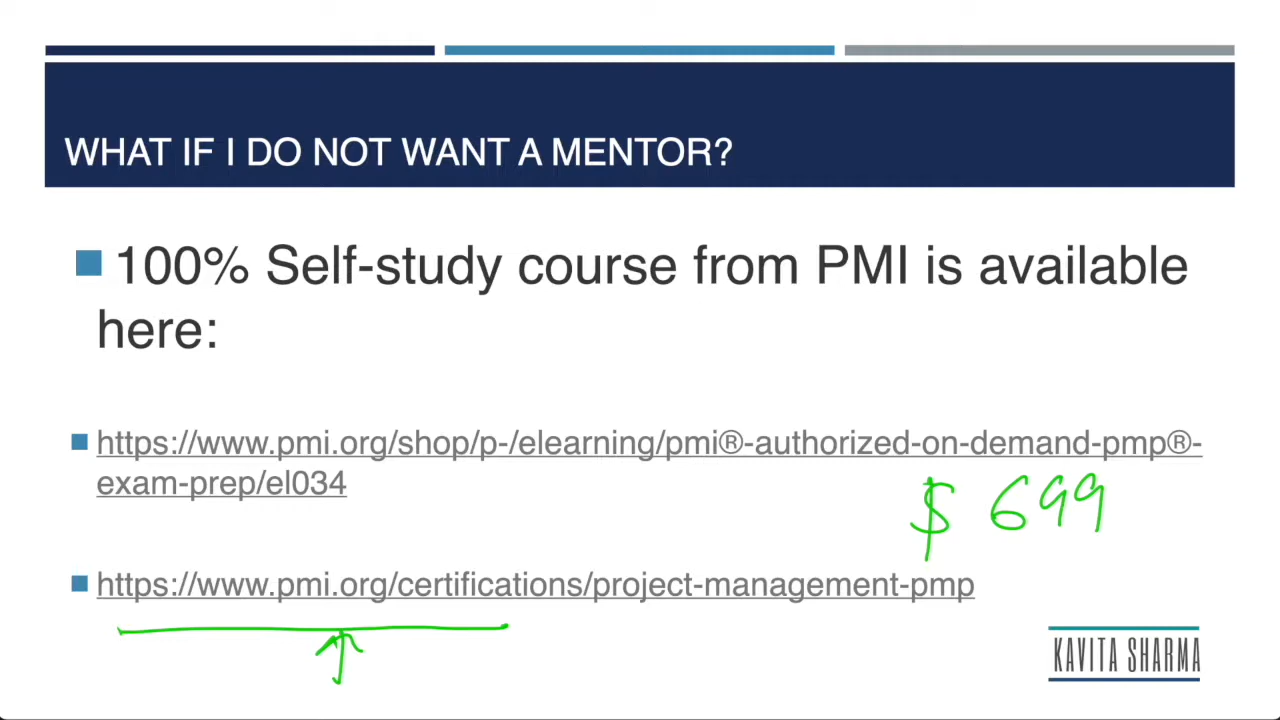 WHAT IF I DO NOT WANT A MENTOR?
100% Self-study course from PMI is available
here:
https://www.pmi.org/shop/p-/elearning/pmi®-authorized-on-demand-pmp®-
exam-prep/el034
$ 699
https://www.pmi.org/certifications/project-management-pmp
KAVITA SHARMA